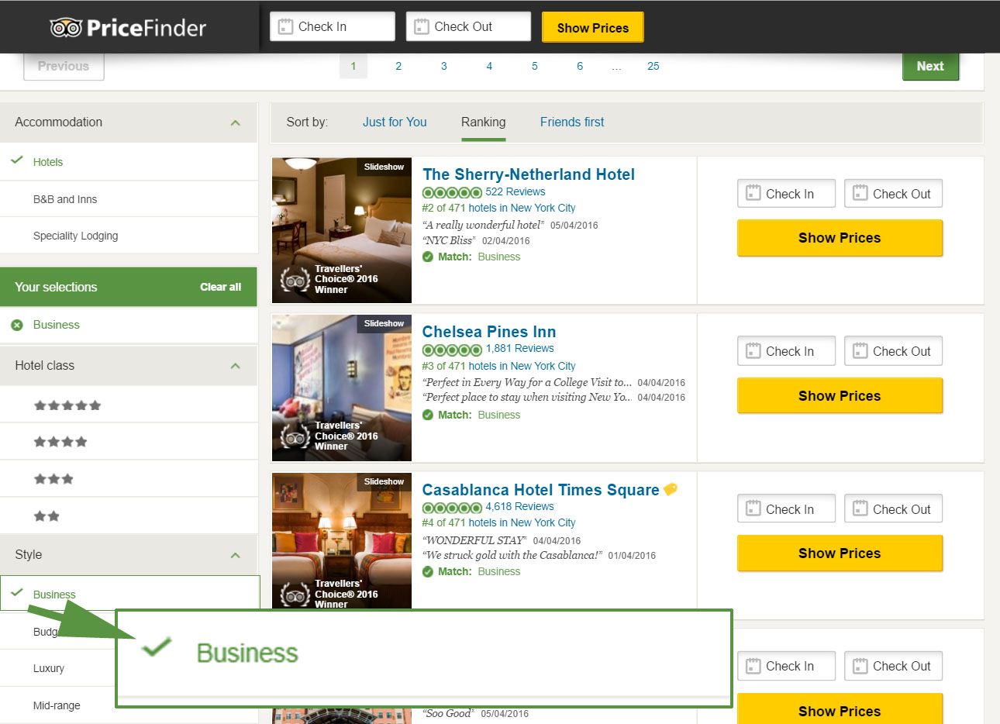 PriceFinder
Check In
Check Out
Show Prices
Previous
1 2 3 4 5 6 ... 25
Next
Accommodation
Hotels
B&B and Inns
Speciality Lodging
Your selections
Clear all
Business
Hotel class
Style
Business
Luxury
Mid-range
Business
Sort by: Just for You Ranking Friends first
Slideshow
Travellers'
Choice® 2016
Winner
The Sherry-Netherland Hotel
522 Reviews
#2 of 471 hotels in New York City
“A really wonderful hotel” 05/04/2016
“NYC Bliss” 02/04/2016
Match: Business
Check In
Check Out
Show Prices
Slideshow
Travellers'
Choice® 2016
Winner
Chelsea Pines Inn
1,881 Reviews
#3 of 471 hotels in New York City
“Perfect in Every Way for a College Visit to... 04/04/2016
“Perfect place to stay when visiting New Yo... 04/04/2016
Match: Business
Check In
Check Out
Show Prices
Slideshow
Travellers'
Choice® 2016
Winner
Casablanca Hotel Times Square
4,618 Reviews
#4 of 471 hotels in New York City
“WONDERFUL STAY” 04/04/2016
“We struck gold with the Casablanca!” 01/04/2016
Match: Business
Check In
Check Out
Show Prices
“Soo Good” 05/04/2016
Check In
Check Out
Show Prices